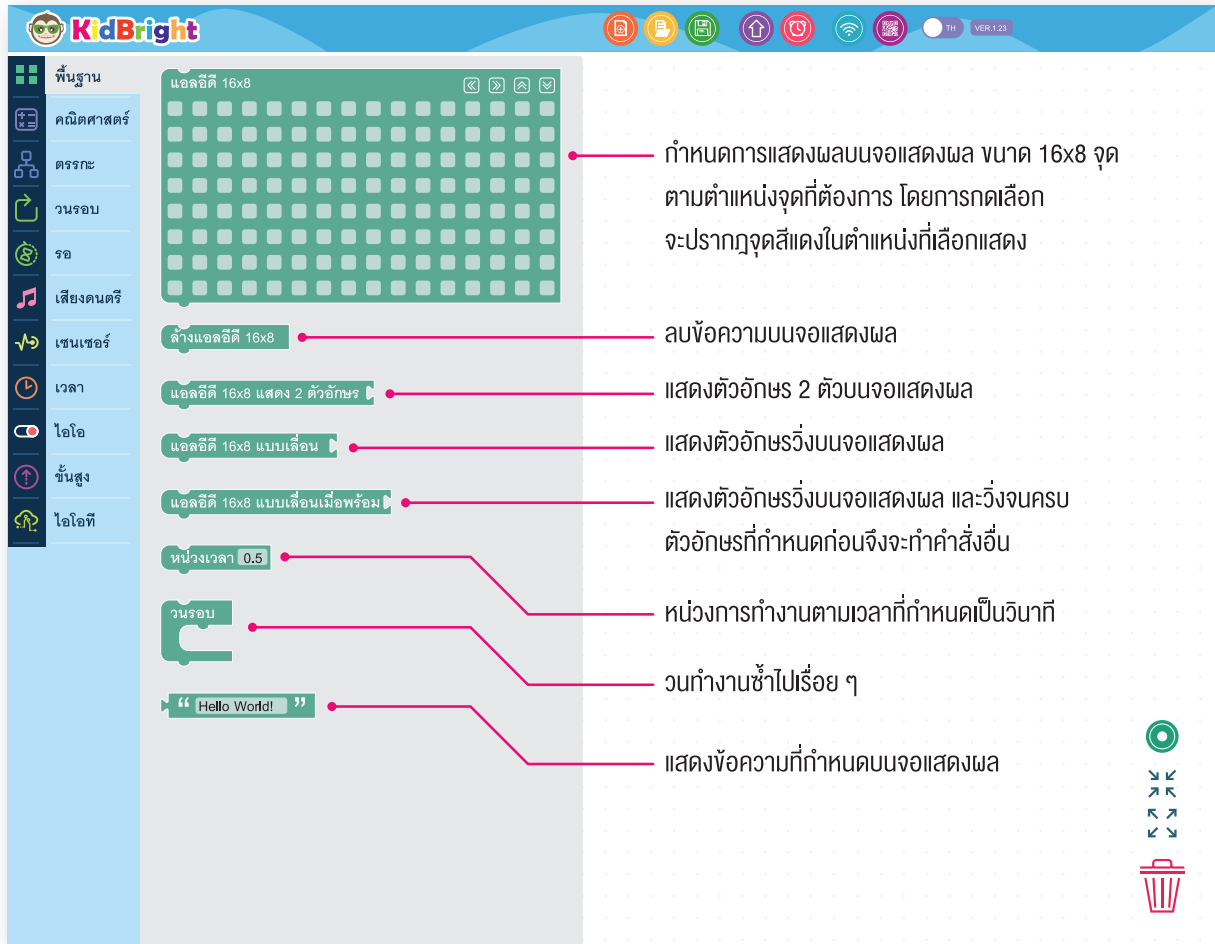 KidBright
TH
VER.1.23
พื้นฐาน
คณิตศาสตร์
ตรรกะ
วนรอบ
รอ
เสียงดนตรี
เซนเซอร์
เวลา
ไอโอ
ขั้นสูง
ไอโอที
แอลอีดี 16x8
กำหนดการแสดงผลบนจอแสดงผล ขนาด 16x8 จุด
ตามตำแหน่งจุดที่ต้องการ โดยการกดเลือก
จะปรากฎจุดสีแดงในตำแหน่งที่เลือกแสดง
ล้างแอลอีดี 16x8
ลบข้อความบนจอแสดงผล
แอลอีดี 16x8 แสดง 2 ตัวอักษร
แสดงตัวอักษร 2 ตัวบนจอแสดงผล
แอลอีดี 16x8 แบบเลื่อน
แสดงตัวอักษรวิ่งบนจอแสดงผล
แอลอีดี 16x8 แบบเลื่อนเมื่อพร้อม
แสดงตัวอักษรวิ่งบนจอแสดงผล และวิ่งจนครบ
ตัวอักษรที่กำหนดก่อนจึงจะทำคำสั่งอื่น
หน่วงเวลา 0.5
หน่วงการทำงานตามเวลาที่กำหนดเป็นวินาที
วนรอบ
วนทำงานซ้ำไปเรื่อย ๆ
“ Hello World! ”
แสดงข้อความที่กำหนดบนจอแสดงผล